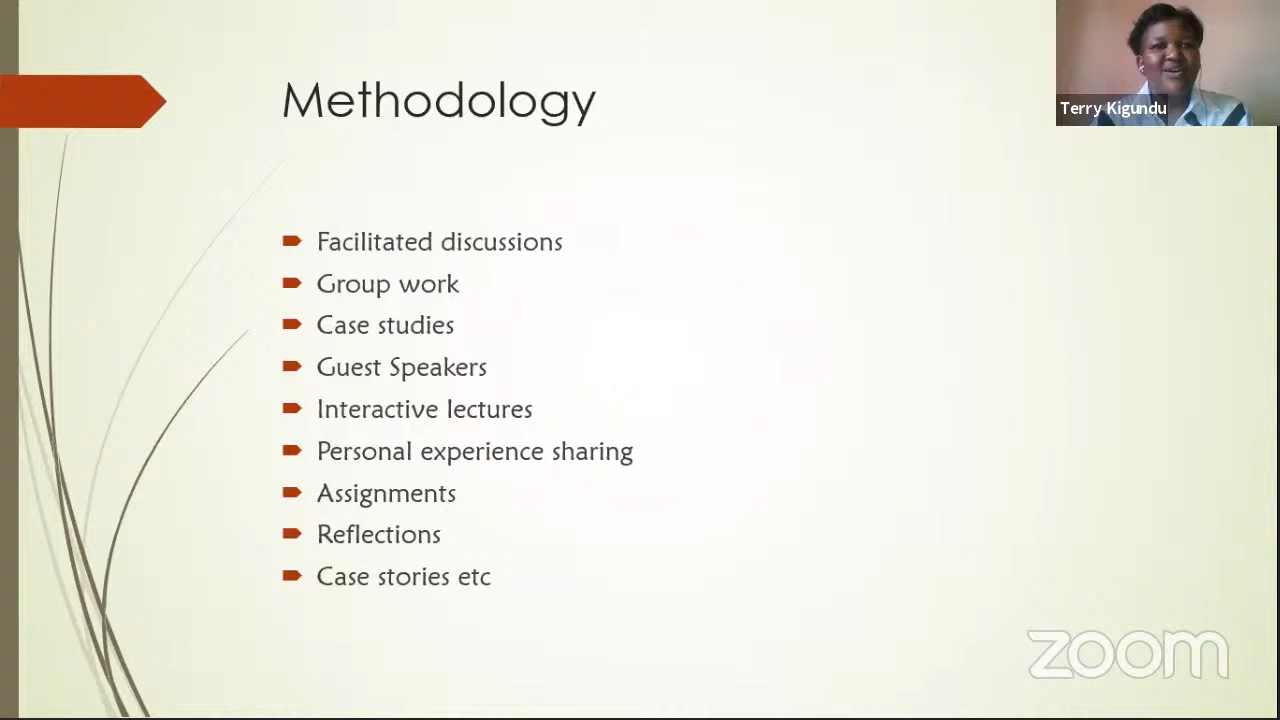 Methodology
Terry Kigundu
Facilitated discussions
Group work
Case studies
Guest Speakers
Interactive lectures
Personal experience sharing
Assignments
Reflections
Case stories etc
zoom